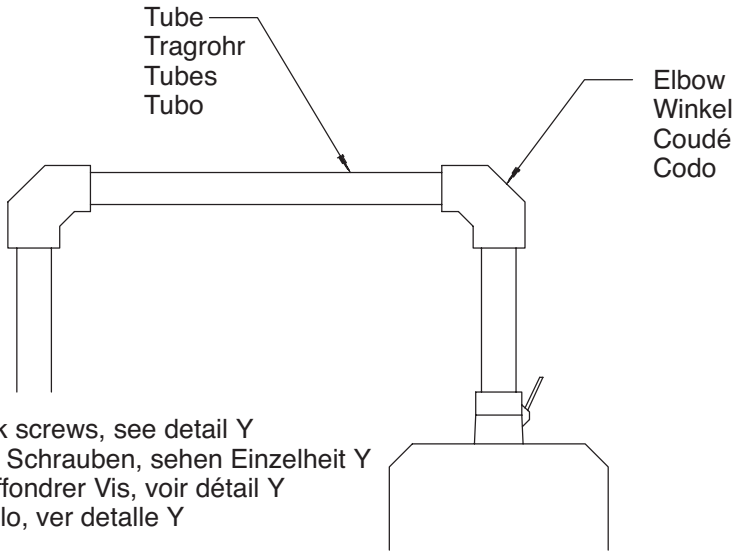 Tube
Tragrohr
Tubes
Tubo
Elbow
Winkel
Coudé
Codo
screws, see detail Y
Schrauben, sehen Einzelheit Y
Vis, voir détail Y
ver detalle Y